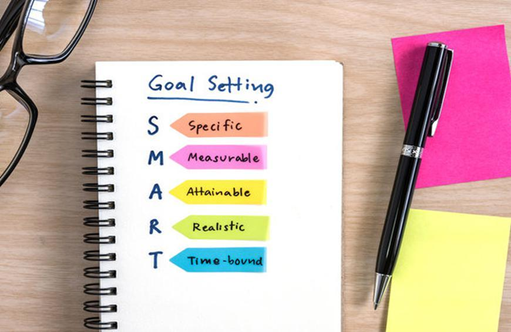 Goal Setting
S Specific
M Measurable
A Attainable
R Realistic
T Time-bound